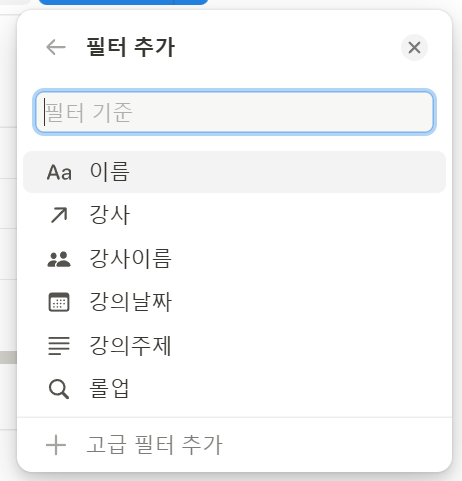 필터 추가
필터 기준
Aa 이름
강사
강사이름
강의날짜
강의주제
롤업
고급 필터 추가